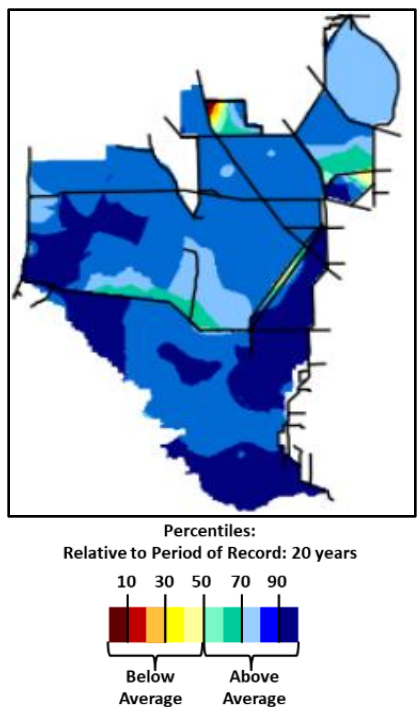 Percentiles:
Relative to Period of Record: 20 years
10 30 50 70 90
Below Above
Average Average